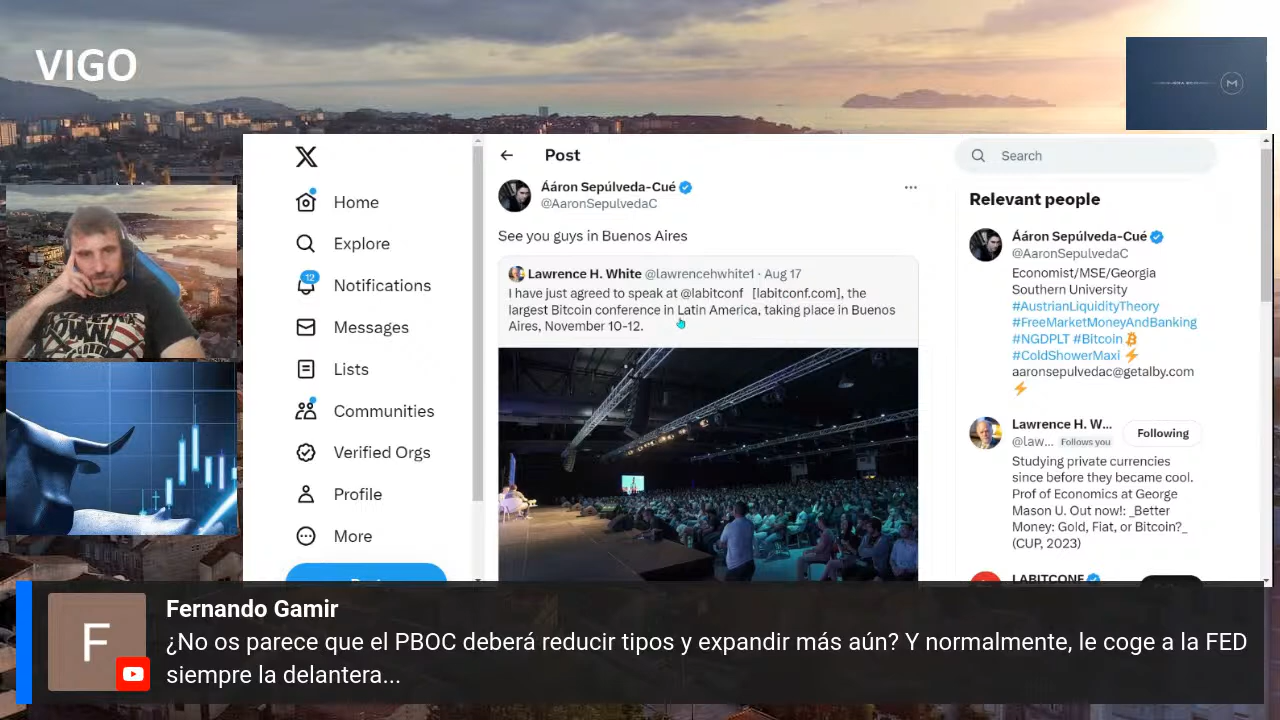 VIGO
Home
Explore
12
Notifications
Messages
Lists
Communities
Verified Orgs
Profile
More
Post
Ááron Sepúlveda-Cué
@AaronSepulvedaC
See you guys in Buenos Aires
Lawrence H. White @lawrencehwhite1 · Aug 17
I have just agreed to speak at @labitconf [labitconf.com], the
largest Bitcoin conference in Latin America, taking place in Buenos
Aires, November 10-12.
Search
Relevant people
Ááron Sepúlveda-Cué
@AaronSepulvedaC
Economist/MSE/Georgia
Southern University
#AustrianLiquidityTheory
#FreeMarketMoneyAndBanking
#NGDPLT #Bitcoin
#ColdShowerMaxi ⚡
aaronsepulvedac@getalby.com
⚡
Lawrence H. W...
@law... Follows you
Following
Studying private currencies
since before they became cool.
Prof of Economics at George
Mason U. Out now!: _Better
Money: Gold, Fiat, or Bitcoin?_
(CUP, 2023)
LABITCONF
F
Fernando Gamir
¿No os parece que el PBOC deberá reducir tipos y expandir más aún? Y normalmente, le coge a la FED
siempre la delantera...